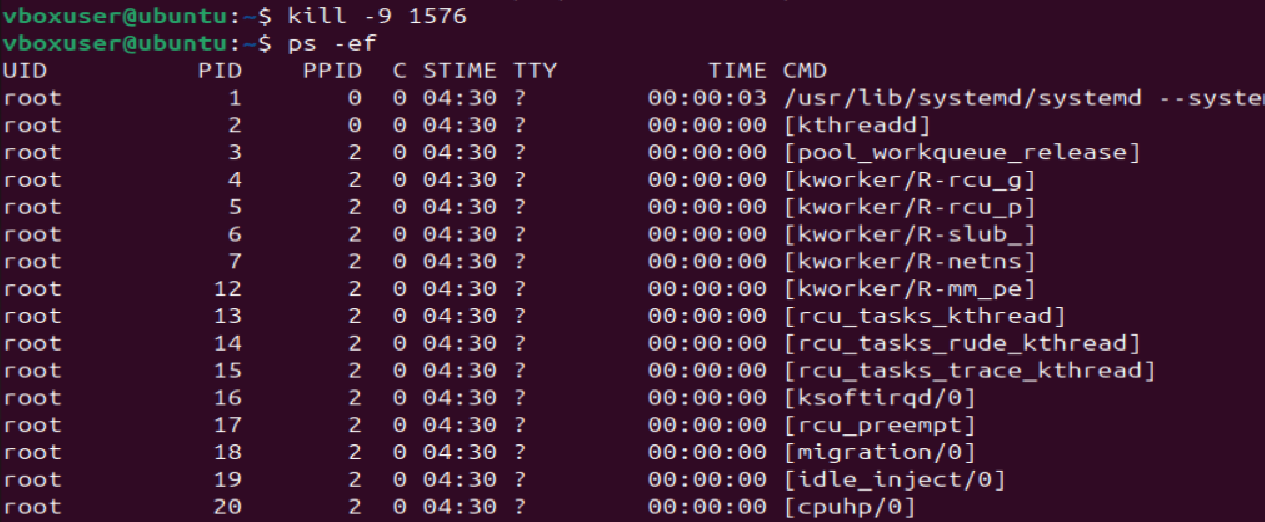 vboxuser@ubuntu:~$ kill -9 1576
vboxuser@ubuntu:~$ ps -ef
UID          PID    PPID  C STIME TTY          TIME CMD
root           1       0  0 04:30 ?        00:00:03 /usr/lib/systemd/systemd --system
root           2       0  0 04:30 ?        00:00:00 [kthreadd]
root           3       2  0 04:30 ?        00:00:00 [pool_workqueue_release]
root           4       2  0 04:30 ?        00:00:00 [kworker/R-rcu_g]
root           5       2  0 04:30 ?        00:00:00 [kworker/R-rcu_p]
root           6       2  0 04:30 ?        00:00:00 [kworker/R-slub_]
root           7       2  0 04:30 ?        00:00:00 [kworker/R-netns]
root          12       2  0 04:30 ?        00:00:00 [kworker/R-mm_pe]
root          13       2  0 04:30 ?        00:00:00 [rcu_tasks_kthread]
root          14       2  0 04:30 ?        00:00:00 [rcu_tasks_rude_kthread]
root          15       2  0 04:30 ?        00:00:00 [rcu_tasks_trace_kthread]
root          16       2  0 04:30 ?        00:00:00 [ksoftirqd/0]
root          17       2  0 04:30 ?        00:00:00 [rcu_preempt]
root          18       2  0 04:30 ?        00:00:00 [migration/0]
root          19       2  0 04:30 ?        00:00:00 [idle_inject/0]
root          20       2  0 04:30 ?        00:00:00 [cpuhp/0]